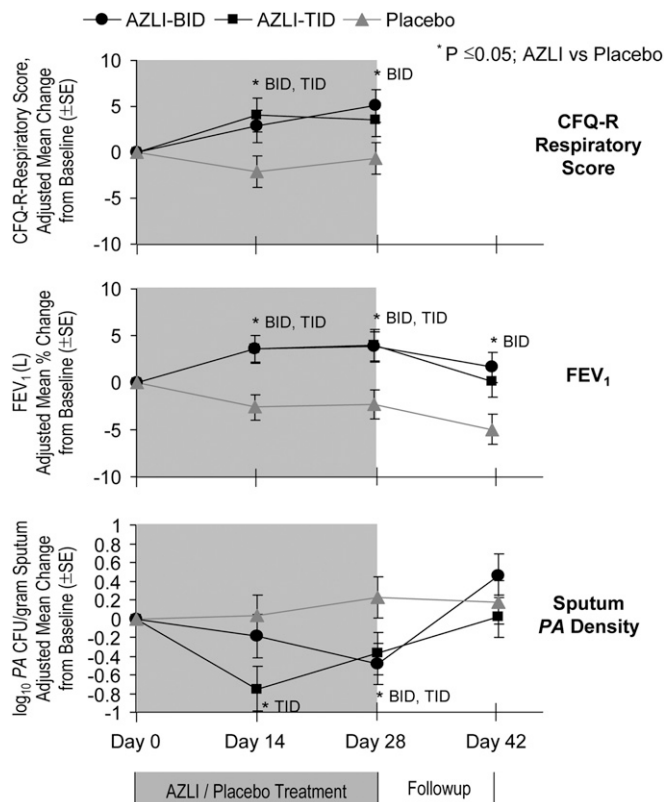 AZLI-BID AZLI-TID Placebo
* P ≤0.05; AZLI vs Placebo
CFQ-R-Respiratory Score,
Adjusted Mean Change
from Baseline (±SE)
10
5
0
-5
-10
* BID, TID
* BID
CFQ-R
Respiratory
Score
FEV1 (L)
Adjusted Mean % Change
from Baseline (±SE)
10
5
0
-5
-10
* BID, TID
* BID, TID
* BID
FEV1
log10 PA CFU/gram Sputum
Adjusted Mean Change
from Baseline (±SE)
1
0.8
0.6
0.4
0.2
0
-0.2
-0.4
-0.6
-0.8
-1
* TID
* BID, TID
Sputum
PA Density
Day 0 Day 14 Day 28 Day 42
AZLI / Placebo Treatment Followup